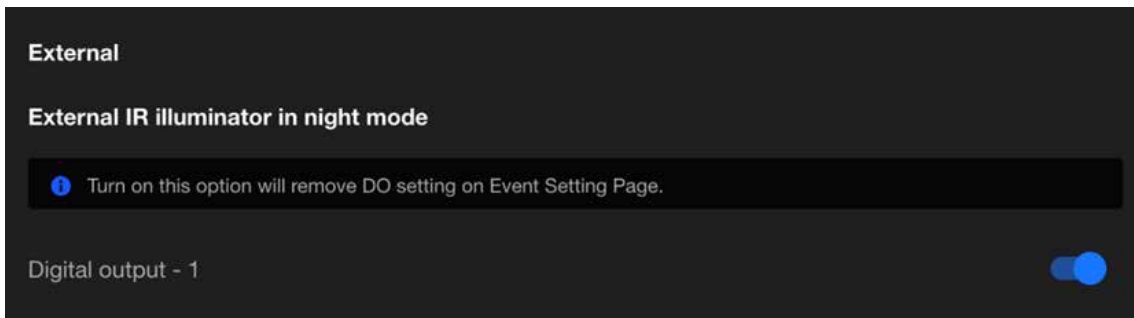 External
External IR illuminator in night mode
Turn on this option will remove DO setting on Event Setting Page.
Digital output - 1